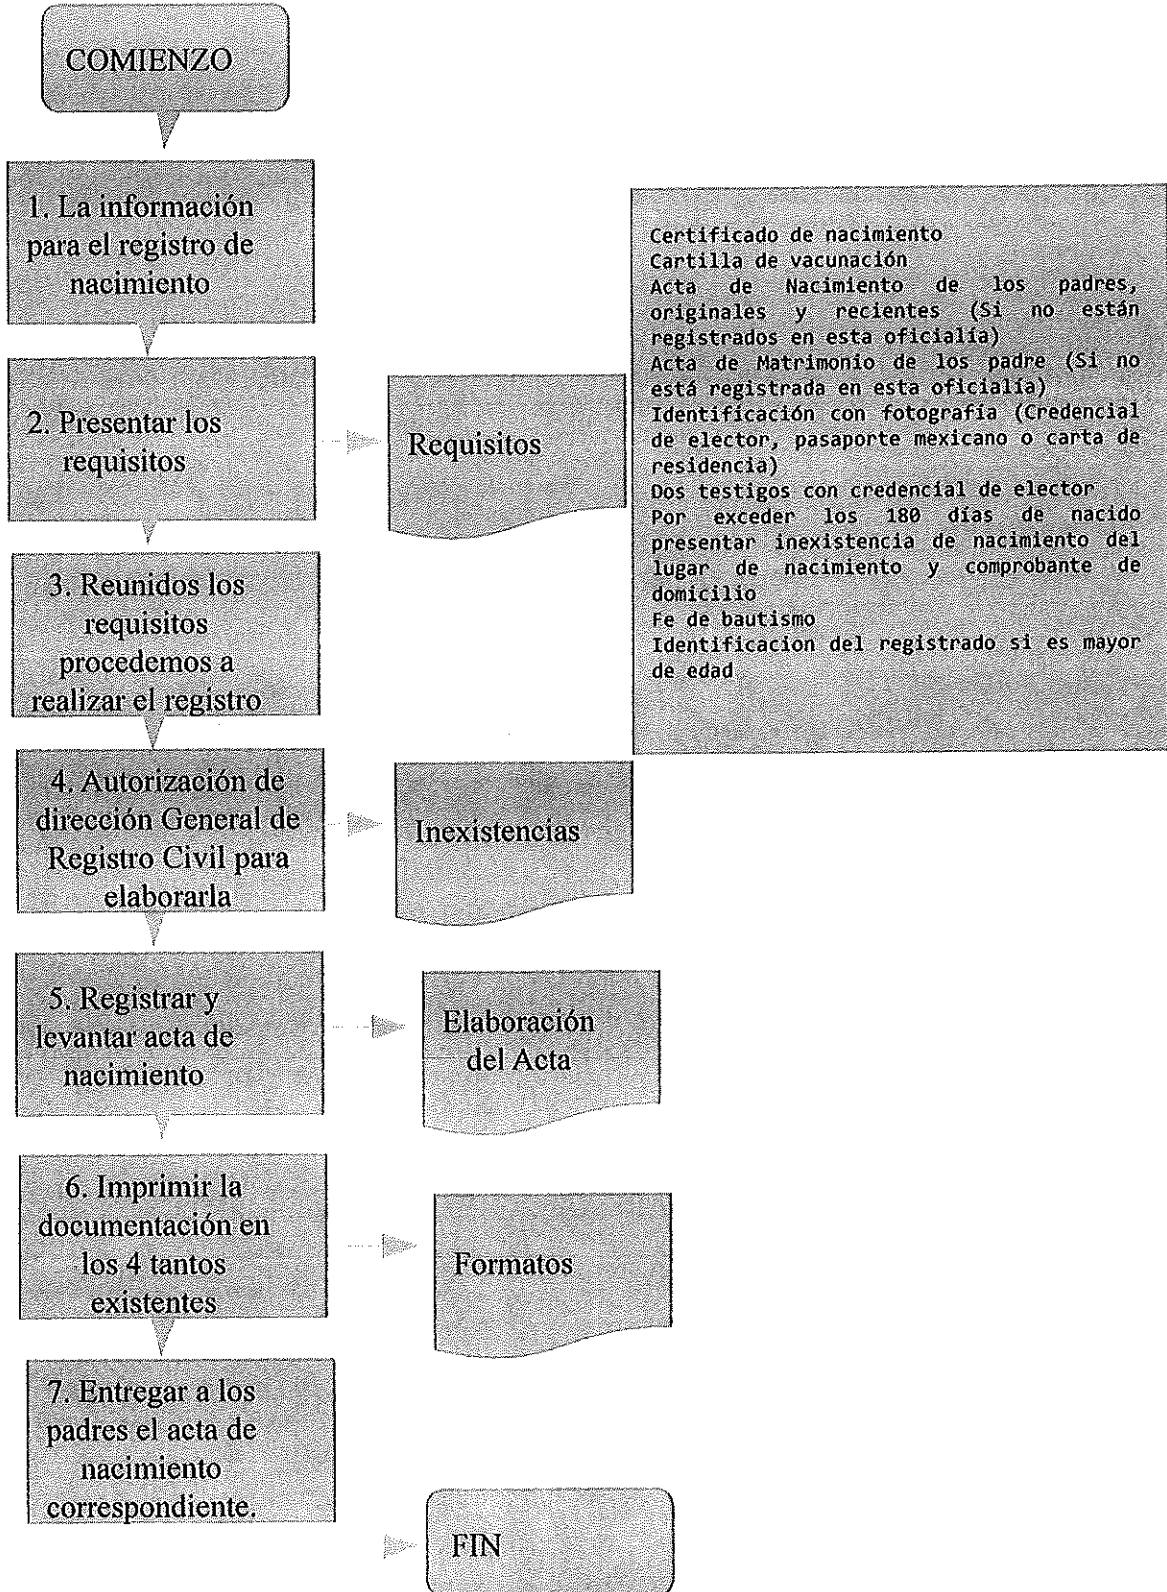 COMIENZO
1. La información
para el registro de
nacimiento
2. Presentar los
requisitos
Requisitos
Certificado de nacimiento
Cartilla de vacunación
Acta de Nacimiento de los padres,
originales y recientes (Si no están
registrados en esta oficialía)
Acta de Matrimonio de los padre (Si no
está registrada en esta oficialía)
Identificación con fotografía (Credencial
de elector, pasaporte mexicano o carta de
residencia)
Dos testigos con credencial de elector
Por exceder los 180 días de nacido
presentar inexistencia de nacimiento del
lugar de nacimiento y comprobante de
domicilio
Fe de bautismo
Identificacion del registrado si es mayor
de edad
3. Reunidos los
requisitos
procedemos a
realizar el registro
4. Autorización de
dirección General de
Registro Civil para
elaborarla
Inexistencias
5. Registrar y
levantar acta de
nacimiento
Elaboración
del Acta
6. Imprimir la
documentación en
los 4 tantos
existentes
Formatos
7. Entregar a los
padres el acta de
nacimiento
correspondiente.
FIN